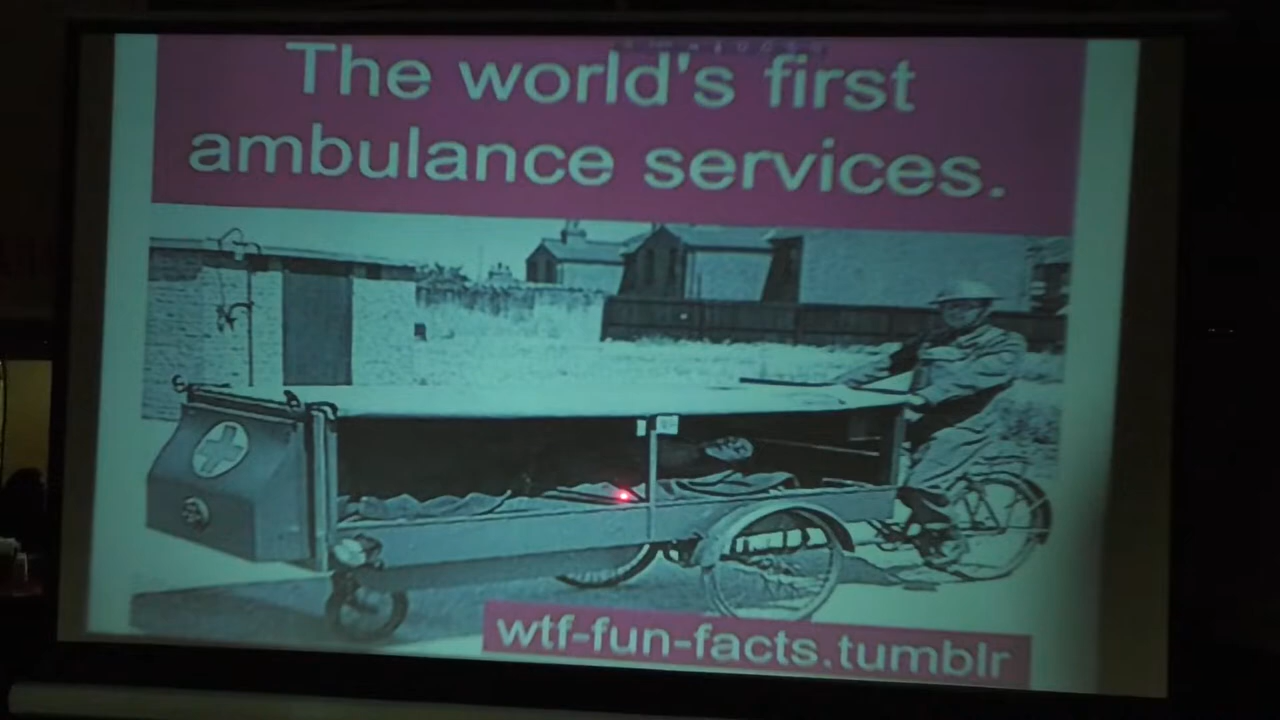 The world's first
ambulance services.
wtf-fun-facts.tumblr